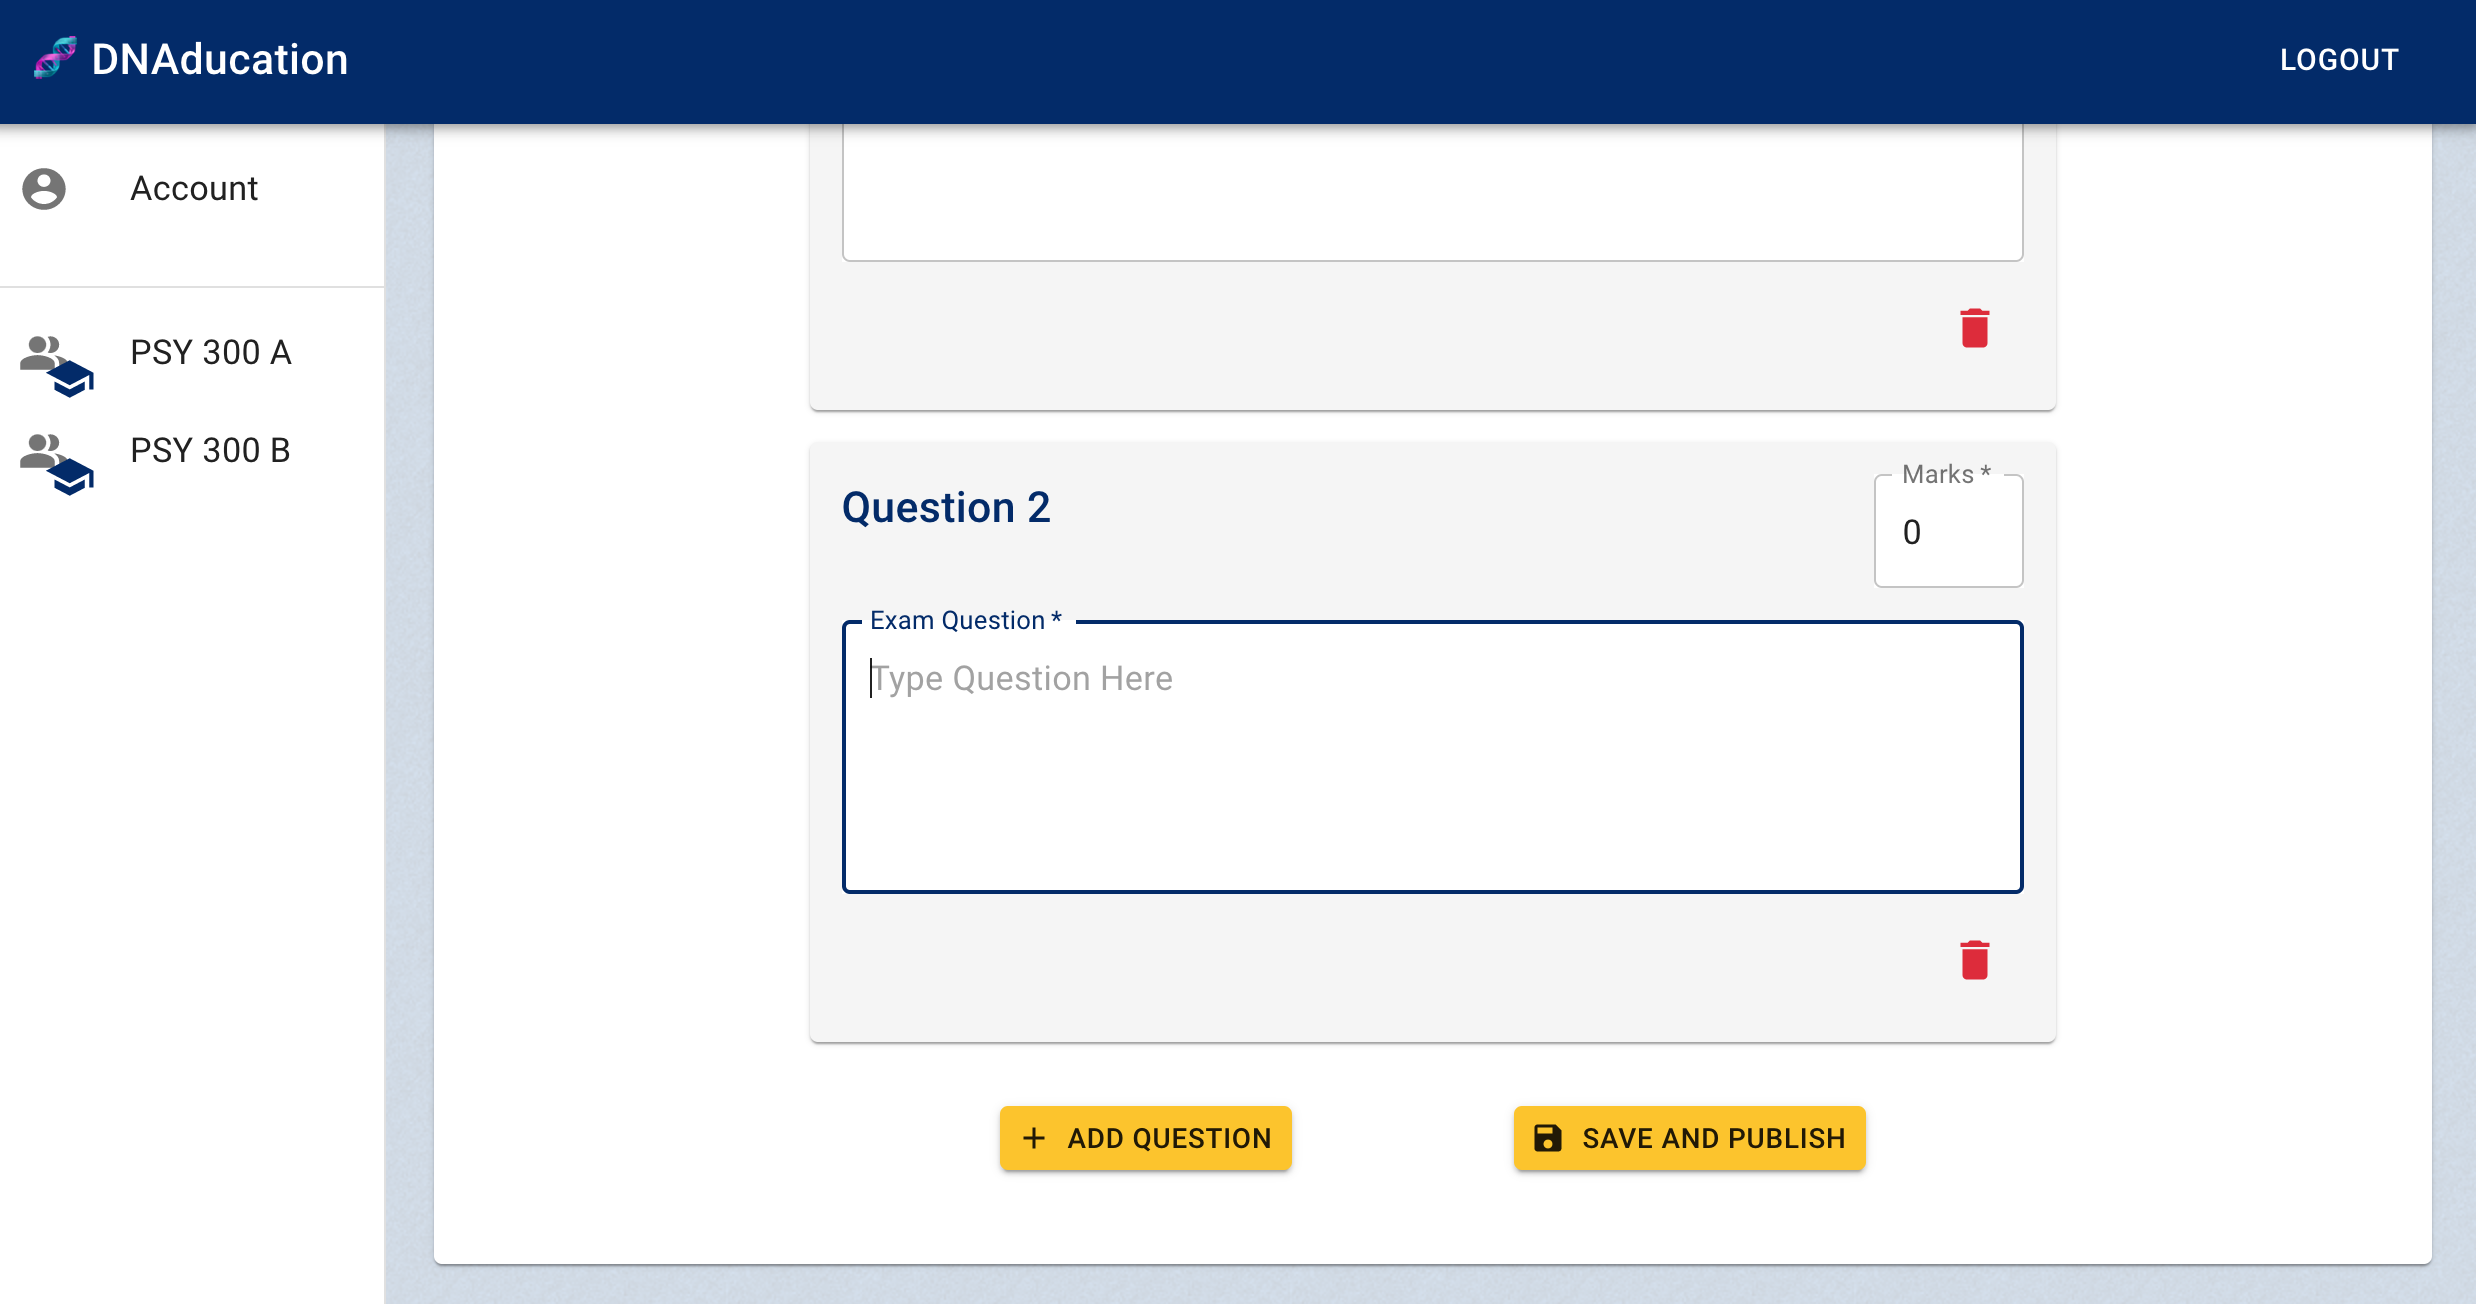 DNAducation
LOGOUT
Account
PSY 300 A
PSY 300 B
Question 2
Marks *
0
Exam Question *
Type Question Here
ADD QUESTION
SAVE AND PUBLISH